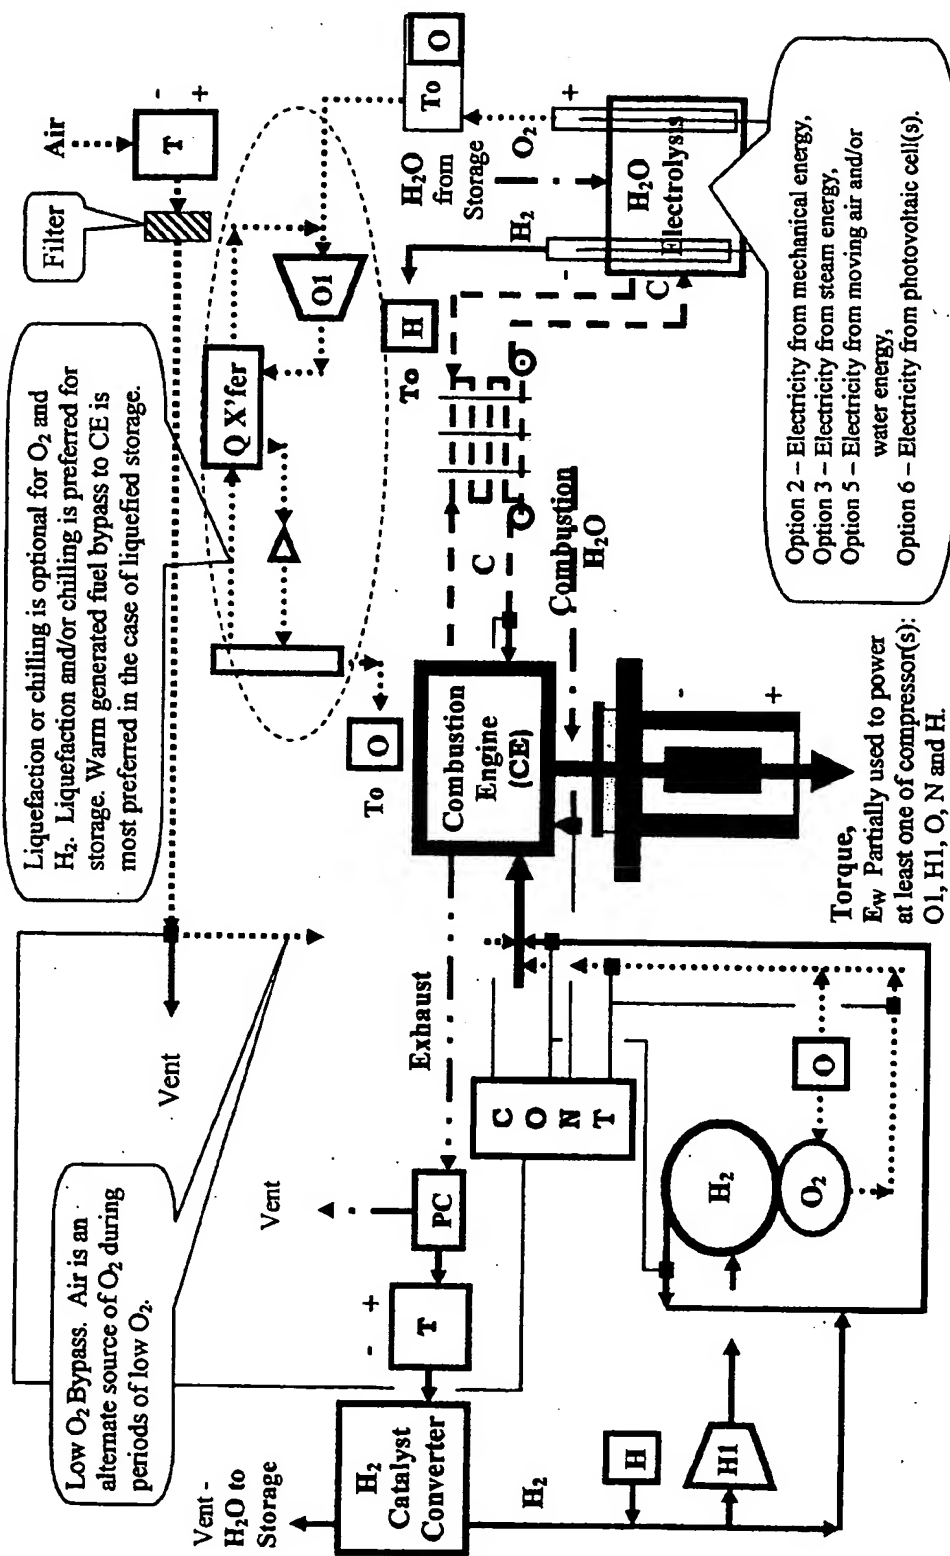 Low O₂ Bypass. Air is an
alternate source of O₂ during
periods of low O₂.
Liquefaction or chilling is optional for O₂ and
H₂. Liquefaction and/or chilling is preferred for
storage. Warm generated fuel bypass to CE is
most preferred in the case of liquefied storage.
Filter
Air
T
-
+
Vent
Q X'fer
O1
To
O
To
O
Vent -
H₂O to
Storage
H₂
Catalyst
Converter
-
+
T
Vent
PC
Exhaust
Combustion
Engine
(CE)
C
To
H
H₂
H₂O
from
Storage
O₂
-
+
H₂O
Electrolysis
C
Combustion
H₂O
H₂
H
H1
C
O
N
T
H₂
O₂
O
-
+
Torque,
Ew Partially used to power
at least one of compressor(s):
O1, H1, O, N and H.
Option 2 – Electricity from mechanical energy,
Option 3 – Electricity from steam energy,
Option 5 – Electricity from moving air and/or
water energy,
Option 6 – Electricity from photovoltaic cell(s).